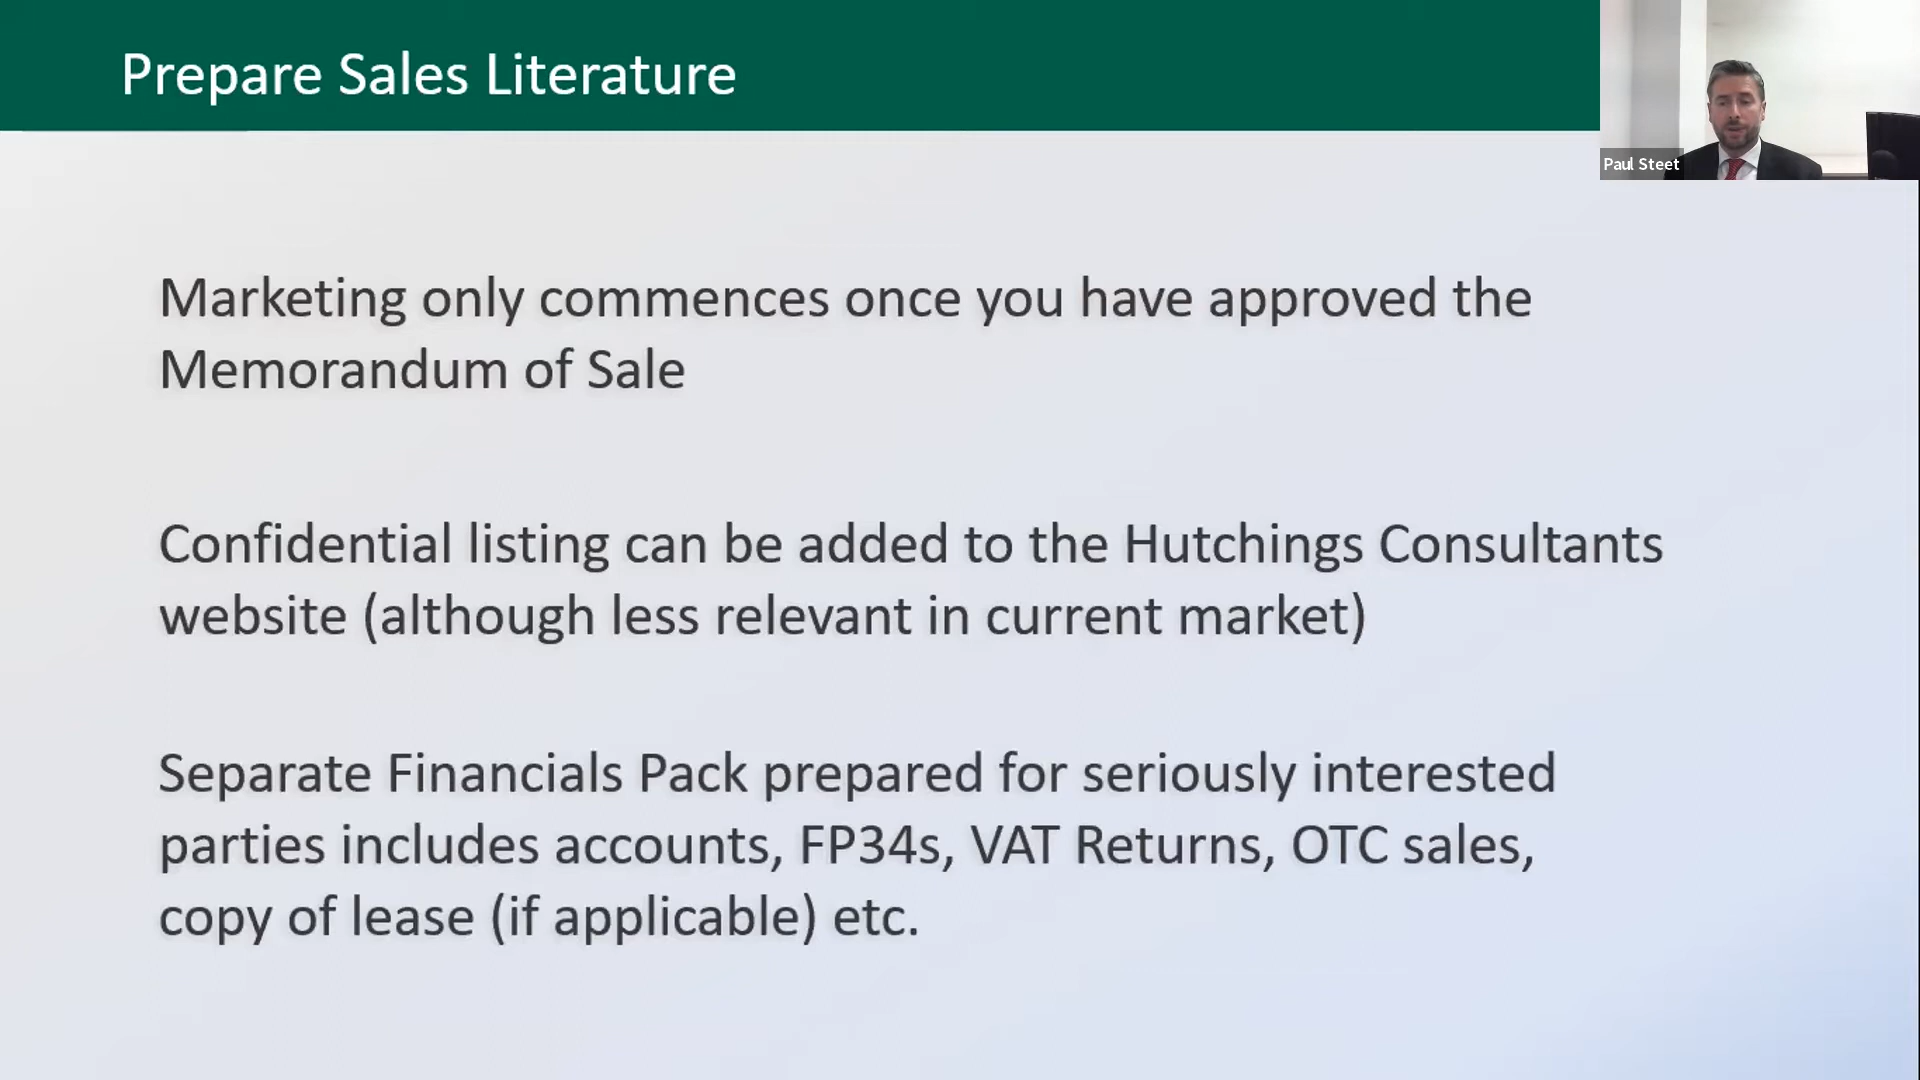 Prepare Sales Literature
Paul Steet
Marketing only commences once you have approved the
Memorandum of Sale
Confidential listing can be added to the Hutchings Consultants
website (although less relevant in current market)
Separate Financials Pack prepared for seriously interested
parties includes accounts, FP34s, VAT Returns, OTC sales,
copy of lease (if applicable) etc.